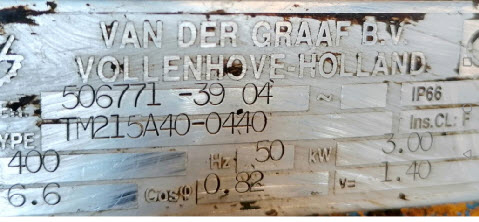 VAN DER GRAAF B.V.
VOLLENHOVE-HOLLAND
506771 -39 04 ~ IP66
TYPE TM215A40-0440 Ins.CL: F
400 Hz 50 kW 3.00
6.6 Cosφ 0.82 v= 1.40